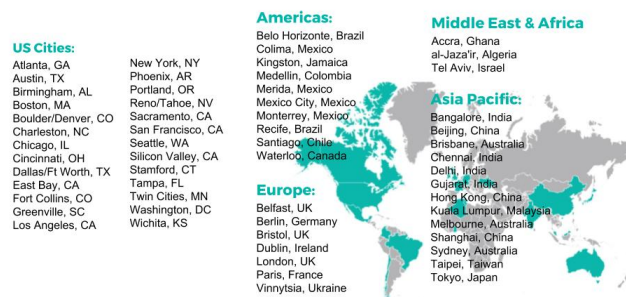 US Cities:
Atlanta, GA
Austin, TX
Birmingham, AL
Boston, MA
Boulder/Denver, CO
Charleston, NC
Chicago, IL
Cincinnati, OH
Dallas/Ft Worth, TX
East Bay, CA
Fort Collins, CO
Greenville, SC
Los Angeles, CA
New York, NY
Phoenix, AR
Portland, OR
Reno/Tahoe, NV
Sacramento, CA
San Francisco, CA
Seattle, WA
Silicon Valley, CA
Stamford, CT
Tampa, FL
Twin Cities, MN
Washington, DC
Wichita, KS
Americas:
Belo Horizonte, Brazil
Colima, Mexico
Kingston, Jamaica
Medellin, Colombia
Merida, Mexico
Mexico City, Mexico
Monterrey, Mexico
Recife, Brazil
Santiago, Chile
Waterloo, Canada
Europe:
Belfast, UK
Berlin, Germany
Bristol, UK
Dublin, Ireland
London, UK
Paris, France
Vinnytsia, Ukraine
Middle East & Africa
Accra, Ghana
al-Jaza'ir, Algeria
Tel Aviv, Israel
Asia Pacific:
Bangalore, India
Beijing, China
Brisbane, Australia
Chennai, India
Delhi, India
Gujarat, India
Hong Kong, China
Kuala Lumpur, Malaysia
Melbourne, Australia
Shanghai, China
Sydney, Australia
Taipei, Taiwan
Tokyo, Japan